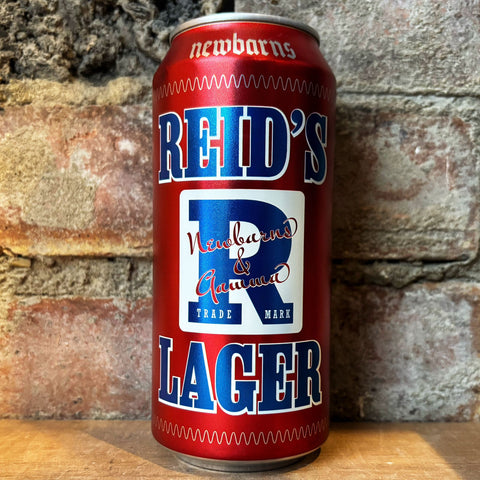 newbarns
REID'S
R
Newbarns
&
Gamma
TRADE MARK
LAGER